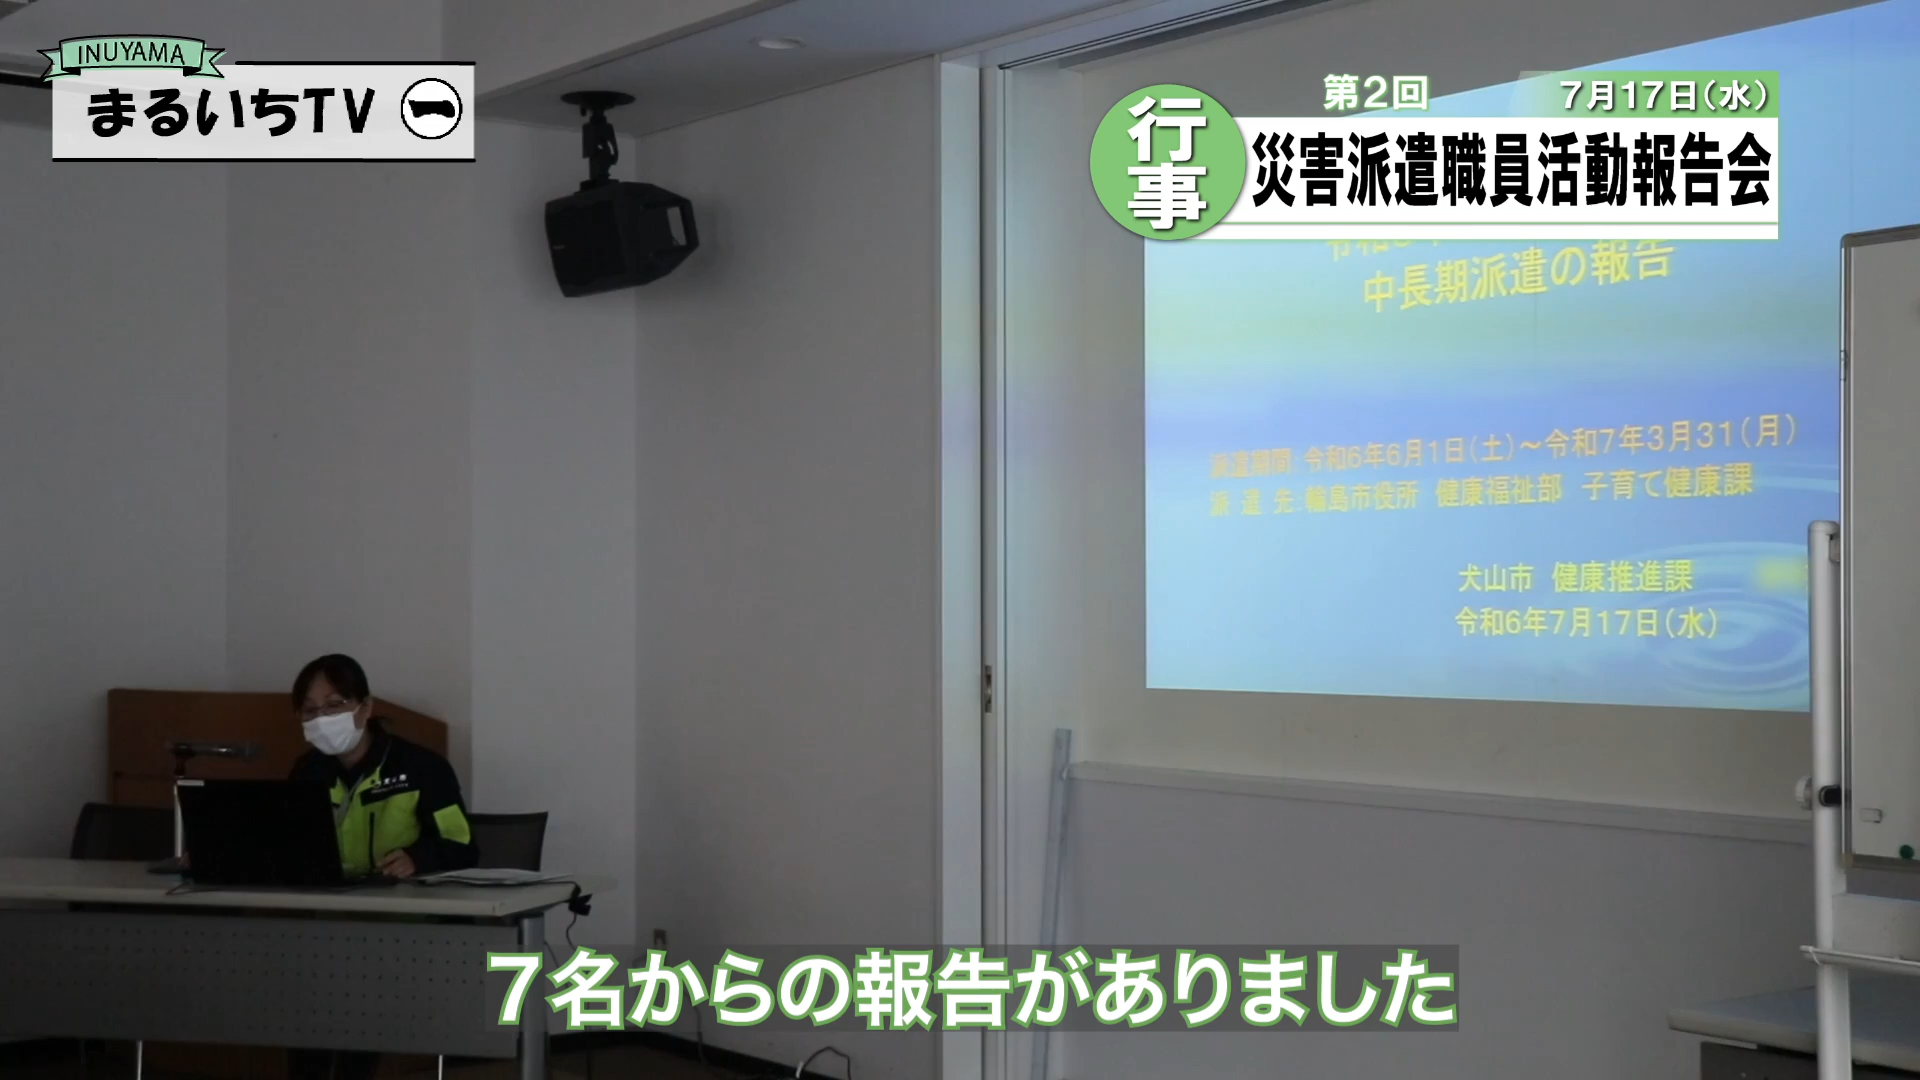 INUYAMA
まるいちTV
第2回
7月17日(水)
行事
災害派遣職員活動報告会
中長期派遣の報告
派遣期間:令和6年6月1日(土)~令和7年3月31(月)
派遣先:輪島市役所 健康福祉部 子育て健康課
犬山市 健康推進課
令和6年7月17日(水)
7名からの報告がありました